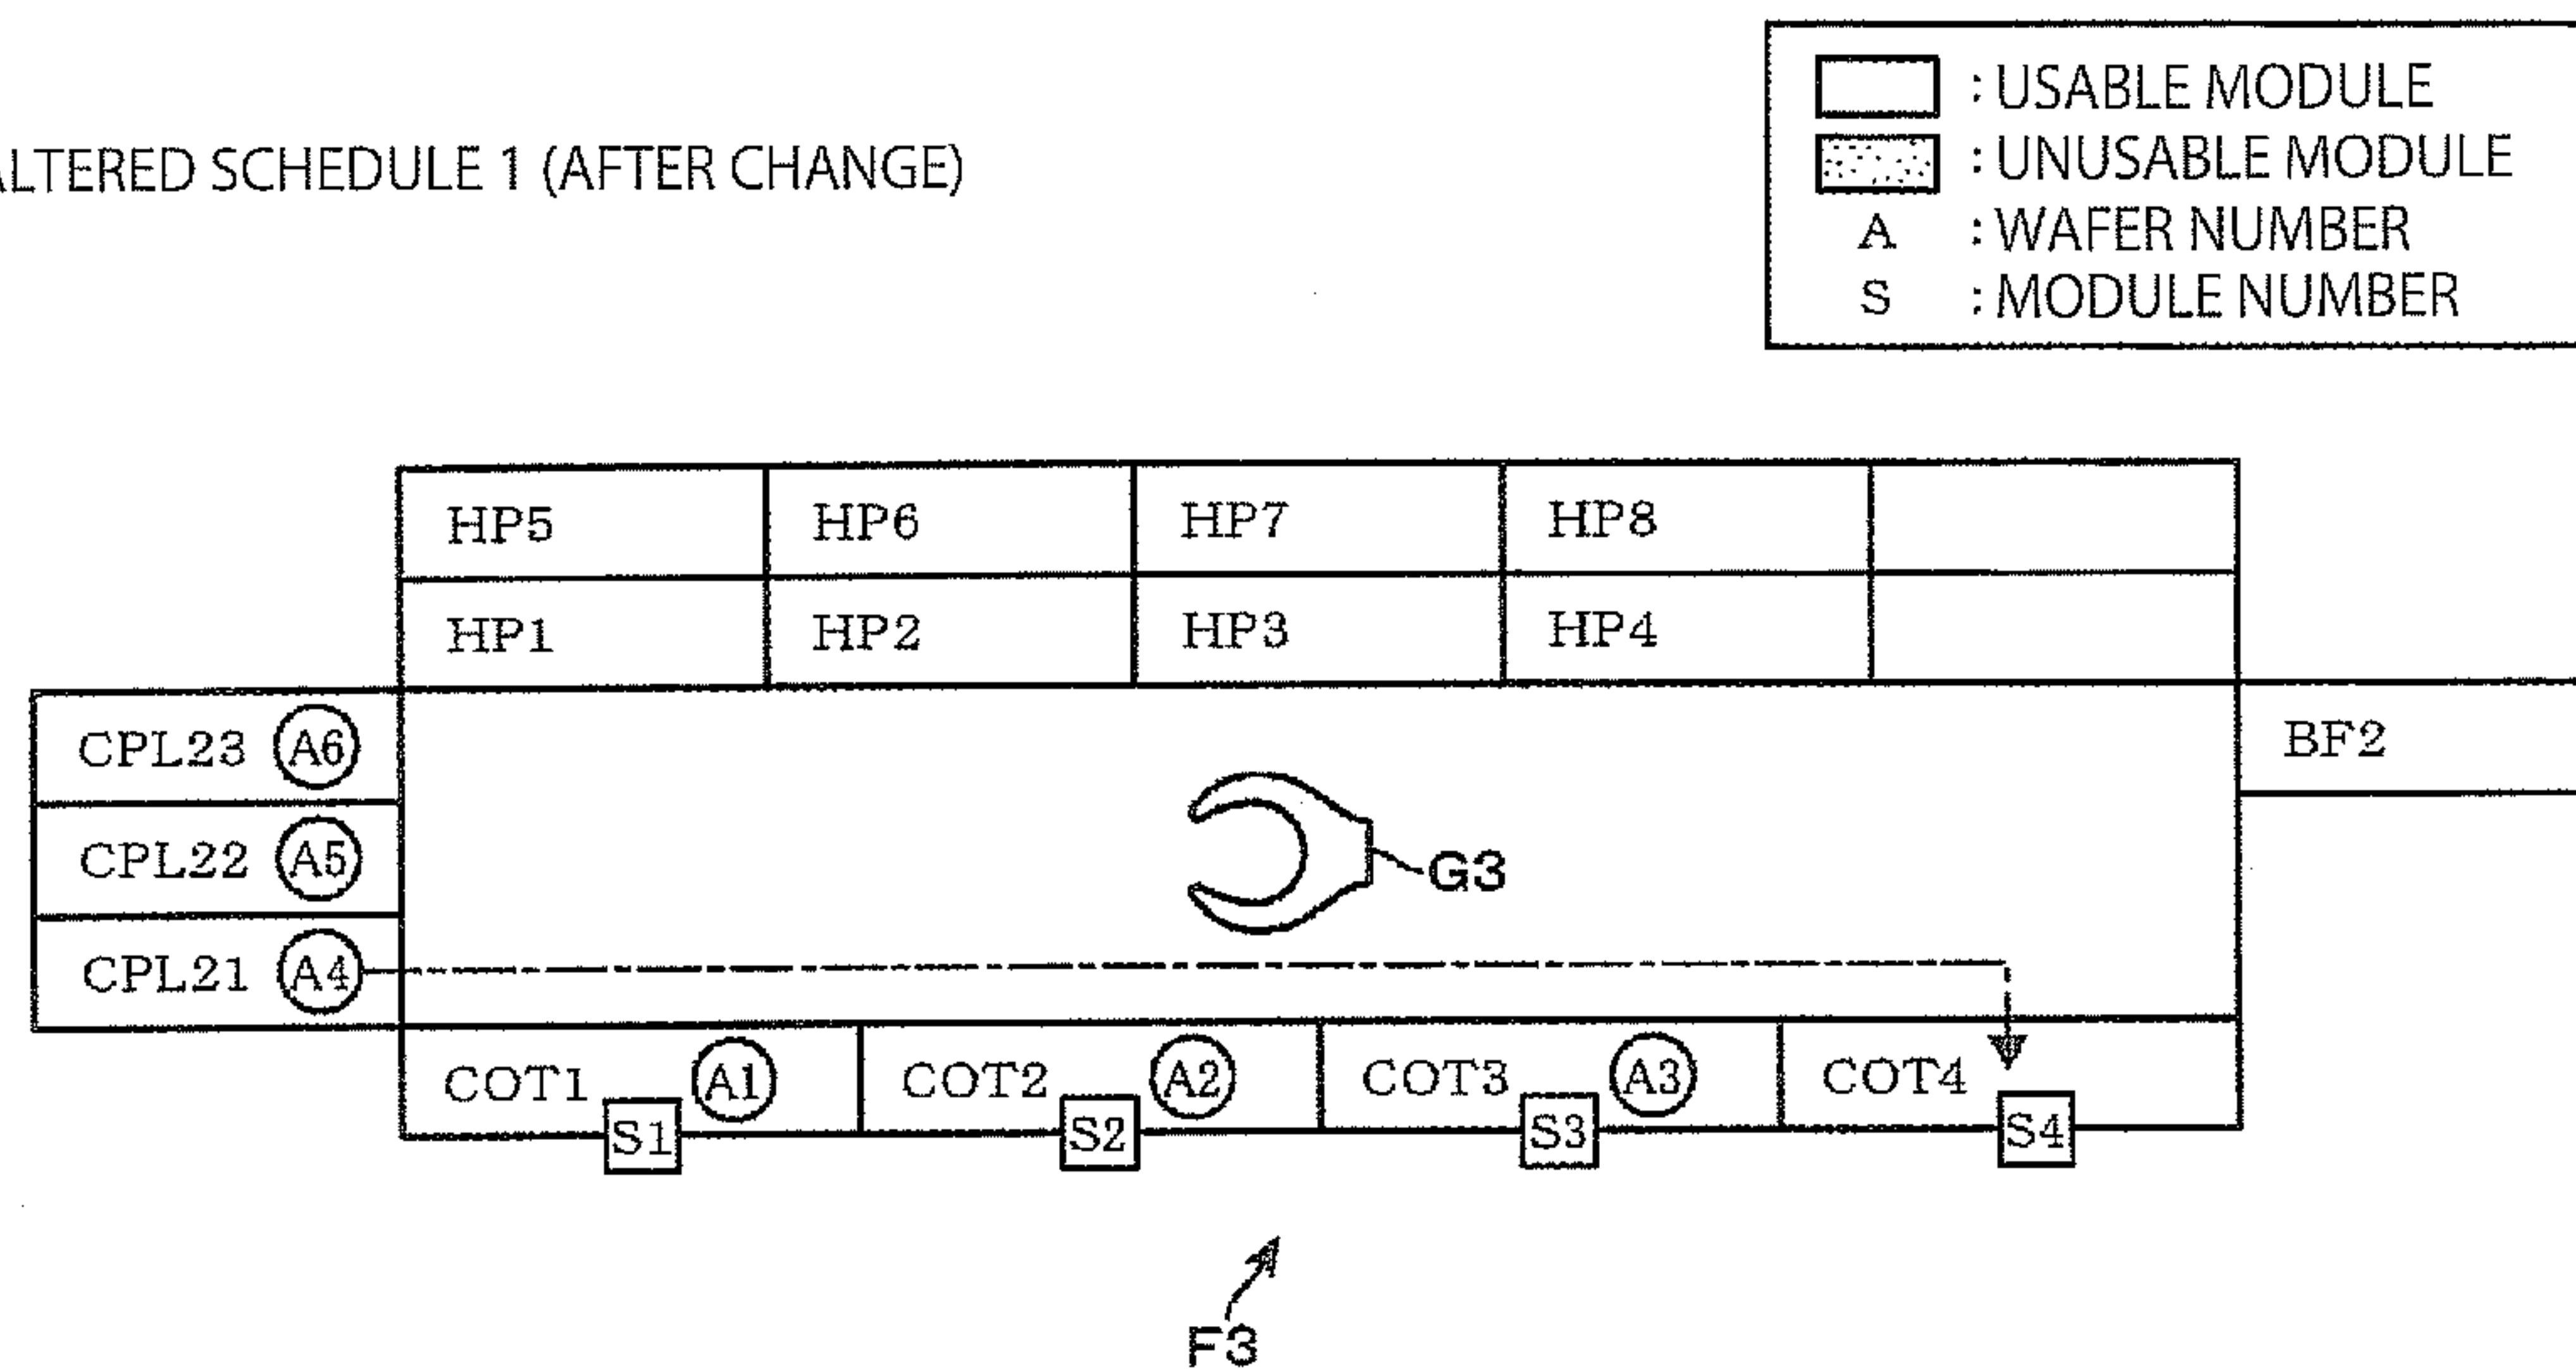 : USABLE MODULE
: UNUSABLE MODULE
A : WAFER NUMBER
S : MODULE NUMBER
ALTERED SCHEDULE 1 (AFTER CHANGE)
HP5 HP6 HP7 HP8
HP1 HP2 HP3 HP4
CPL23 A6 BF2
CPL22 A5 G3
CPL21 A4
COT1 A1 COT2 A2 COT3 A3 COT4
S1 S2 S3 S4
F3